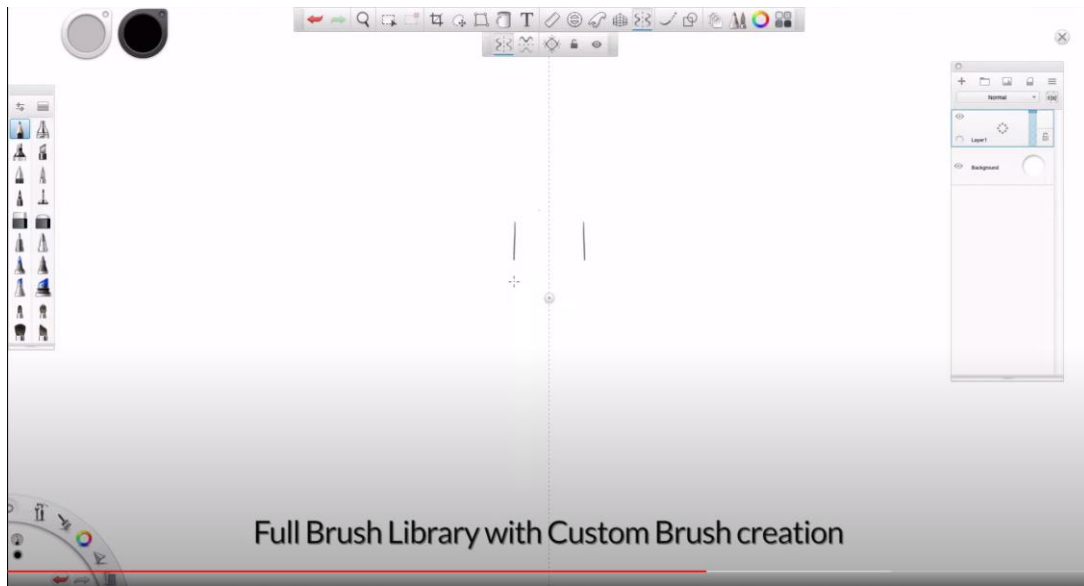 T
Normal
Layer1
Background
Full Brush Library with Custom Brush creation